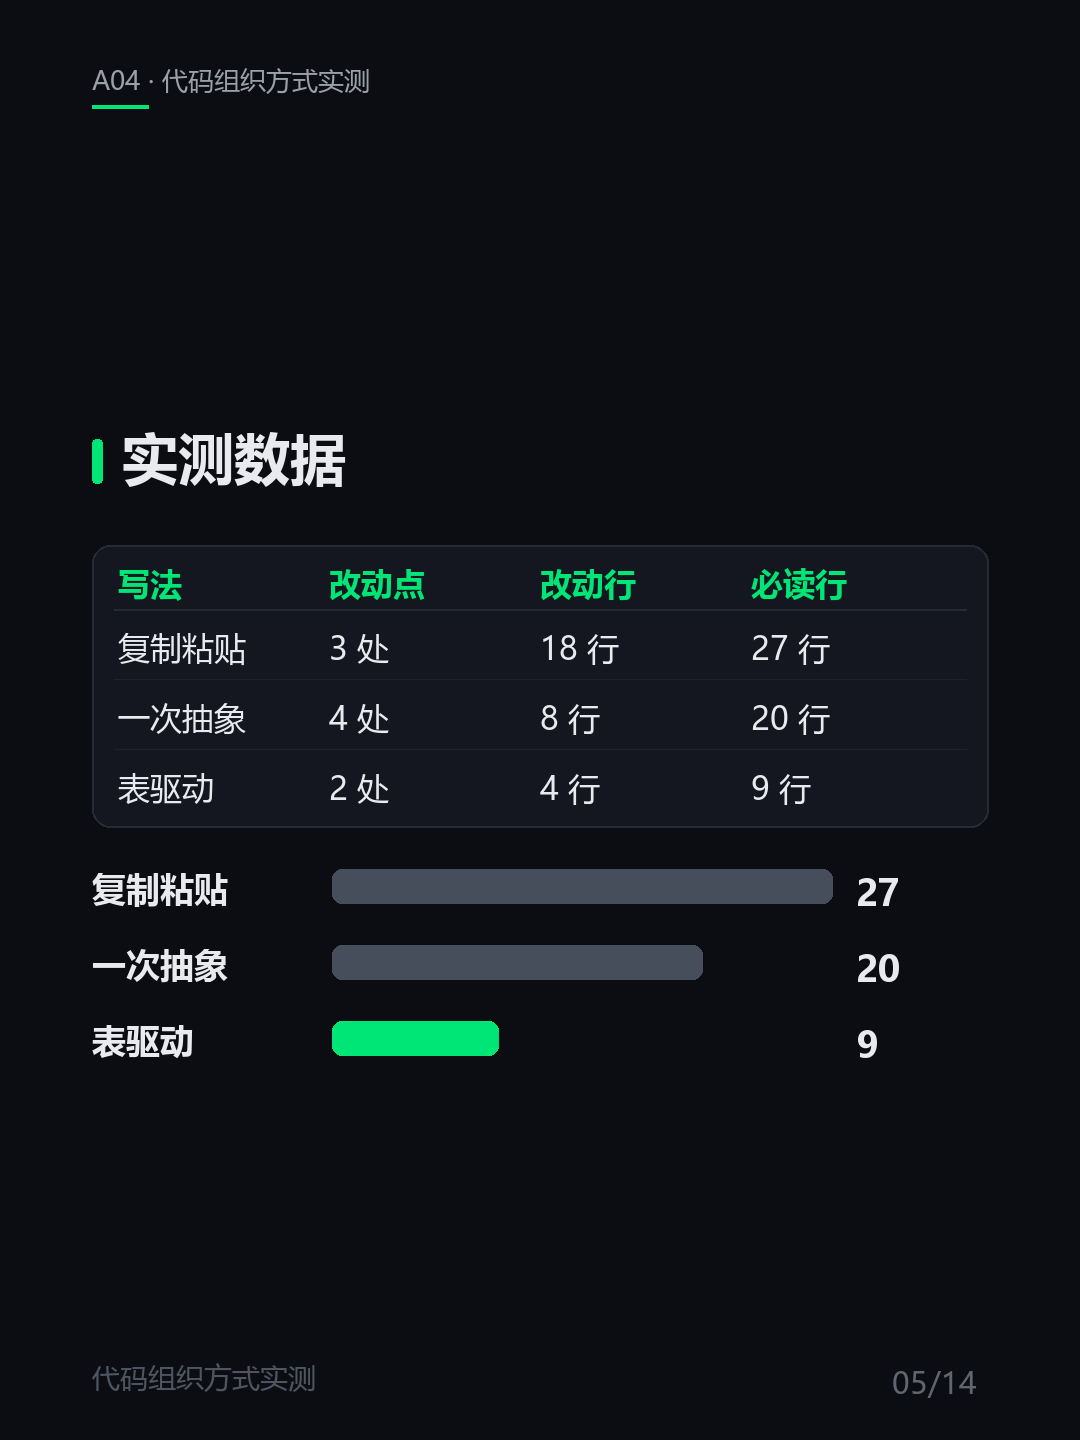 A04 · 代码组织方式实测
实测数据
写法 改动点 改动行 必读行
复制粘贴 3 处 18 行 27 行
一次抽象 4 处 8 行 20 行
表驱动 2 处 4 行 9 行
复制粘贴 27
一次抽象 20
表驱动 9
代码组织方式实测 05/14